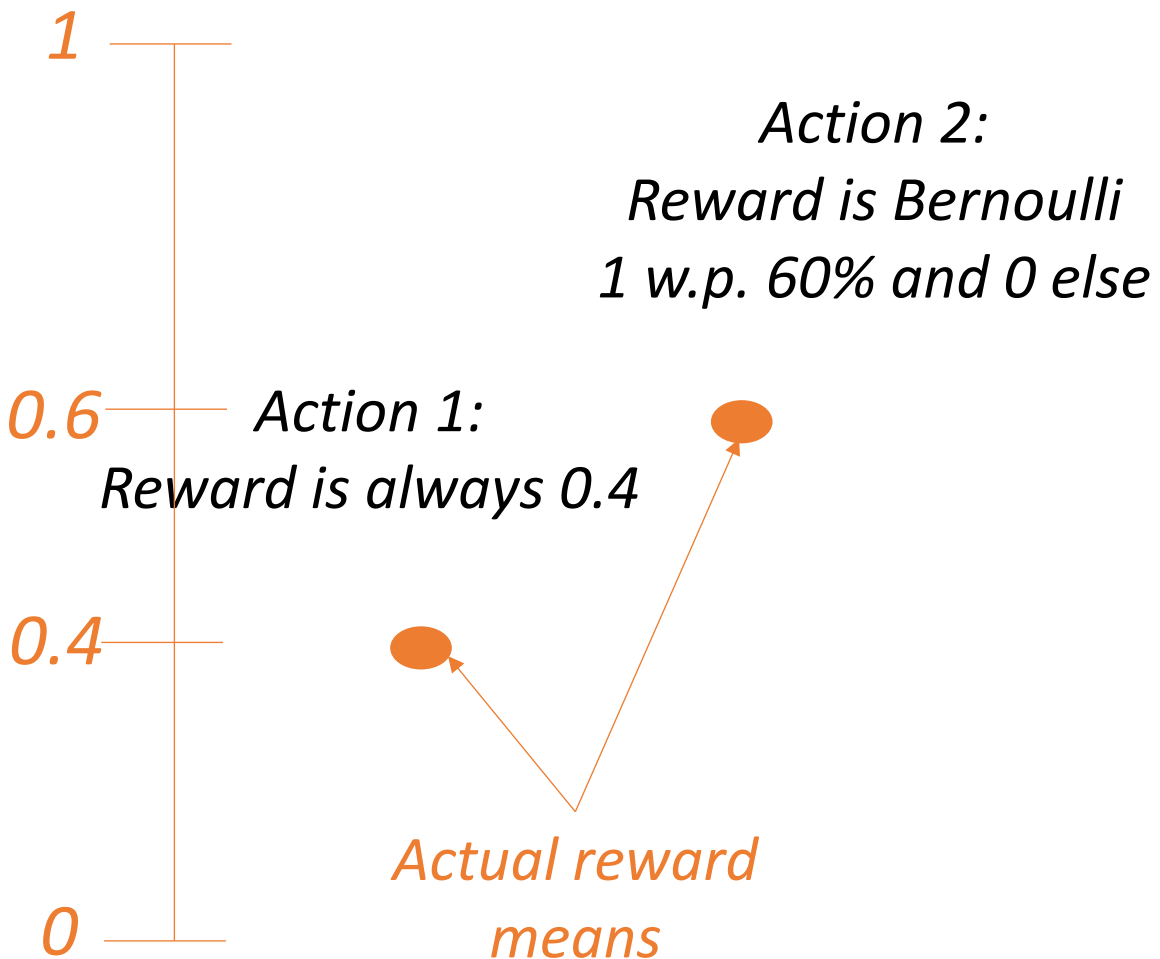 1
Action 2:
Reward is Bernoulli
1 w.p. 60% and 0 else
0.6
Action 1:
Reward is always 0.4
0.4
Actual reward
means
0